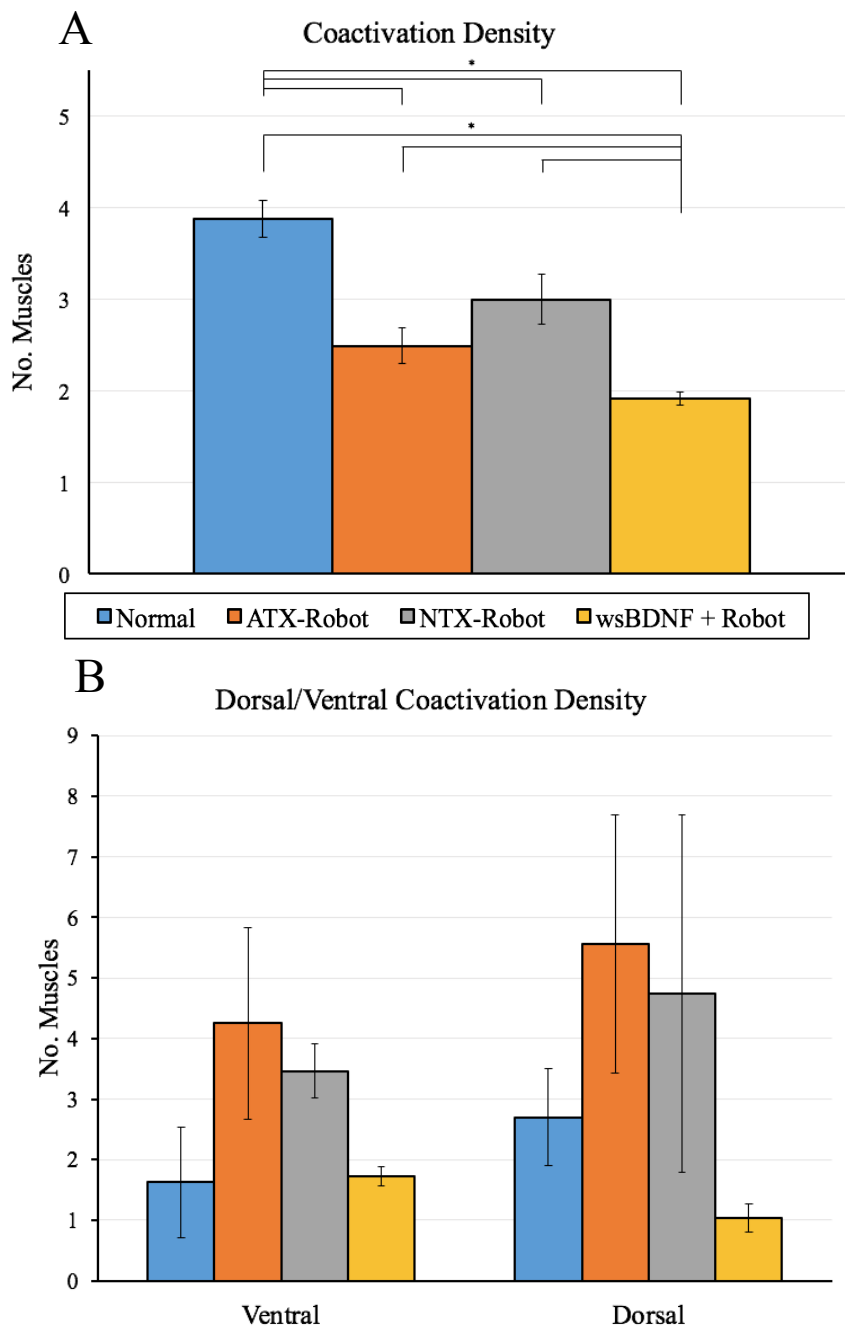 A
Coactivation Density
*
*
5
4
3
2
1
0
No. Muscles
Normal ATX-Robot NTX-Robot wsBDNF + Robot
B
Dorsal/Ventral Coactivation Density
9
8
7
6
5
4
3
2
1
0
No. Muscles
Ventral Dorsal